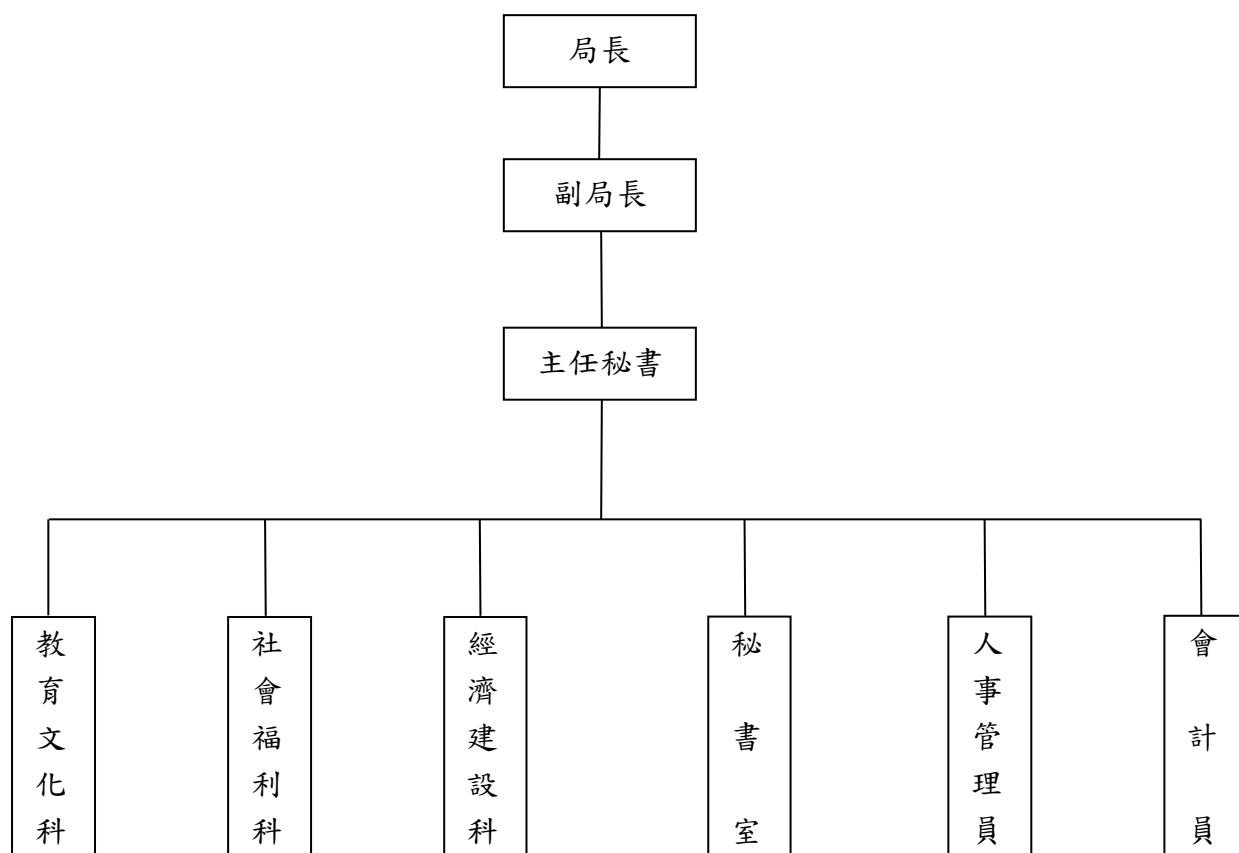 局長
副局長
主任秘書
教育文化科
社會福利科
經濟建設科
秘書室
人事管理員
會計員